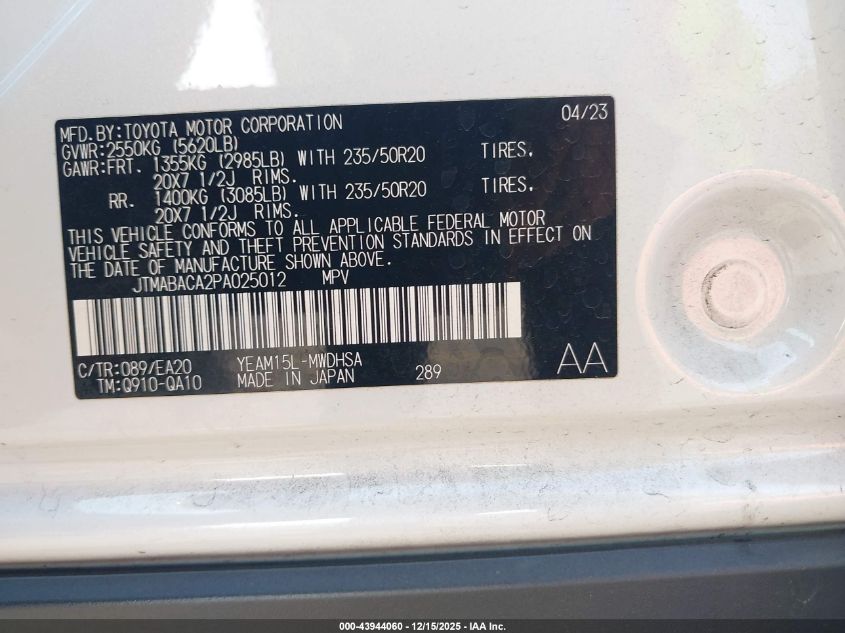 MFD.BY:TOYOTA MOTOR CORPORATION 04/23
GVWR:2550KG (5620LB)
GAWR:FRT. 1355KG (2985LB) WITH 235/50R20 TIRES.
20X7 1/2J RIMS.
RR. 1400KG (3085LB) WITH 235/50R20 TIRES.
20X7 1/2J RIMS.
THIS VEHICLE CONFORMS TO ALL APPLICABLE FEDERAL MOTOR
VEHICLE SAFETY AND THEFT PREVENTION STANDARDS IN EFFECT ON
THE DATE OF MANUFACTURE SHOWN ABOVE.
JTMABACA2PA025012 MPV
C/TR:089/EA20 YEAM15L-MWDHSA AA
TM:Q910-QA10 MADE IN JAPAN 289
000-43944060 - 12/15/2025 - IAA Inc.